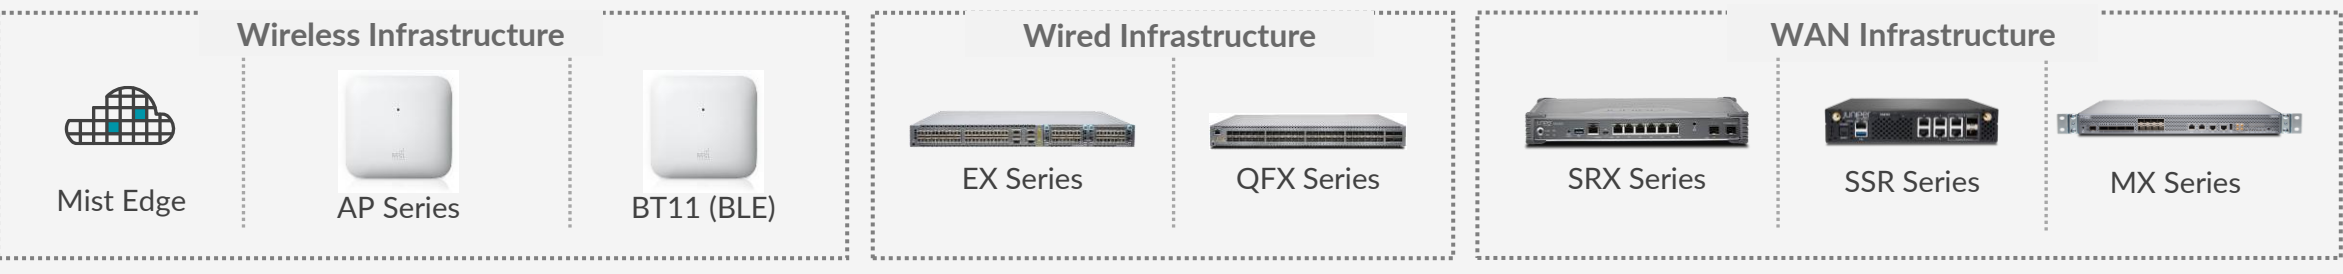 Wireless Infrastructure
Mist Edge
AP Series
BT11 (BLE)
Wired Infrastructure
EX Series
QFX Series
WAN Infrastructure
SRX Series
SSR Series
MX Series